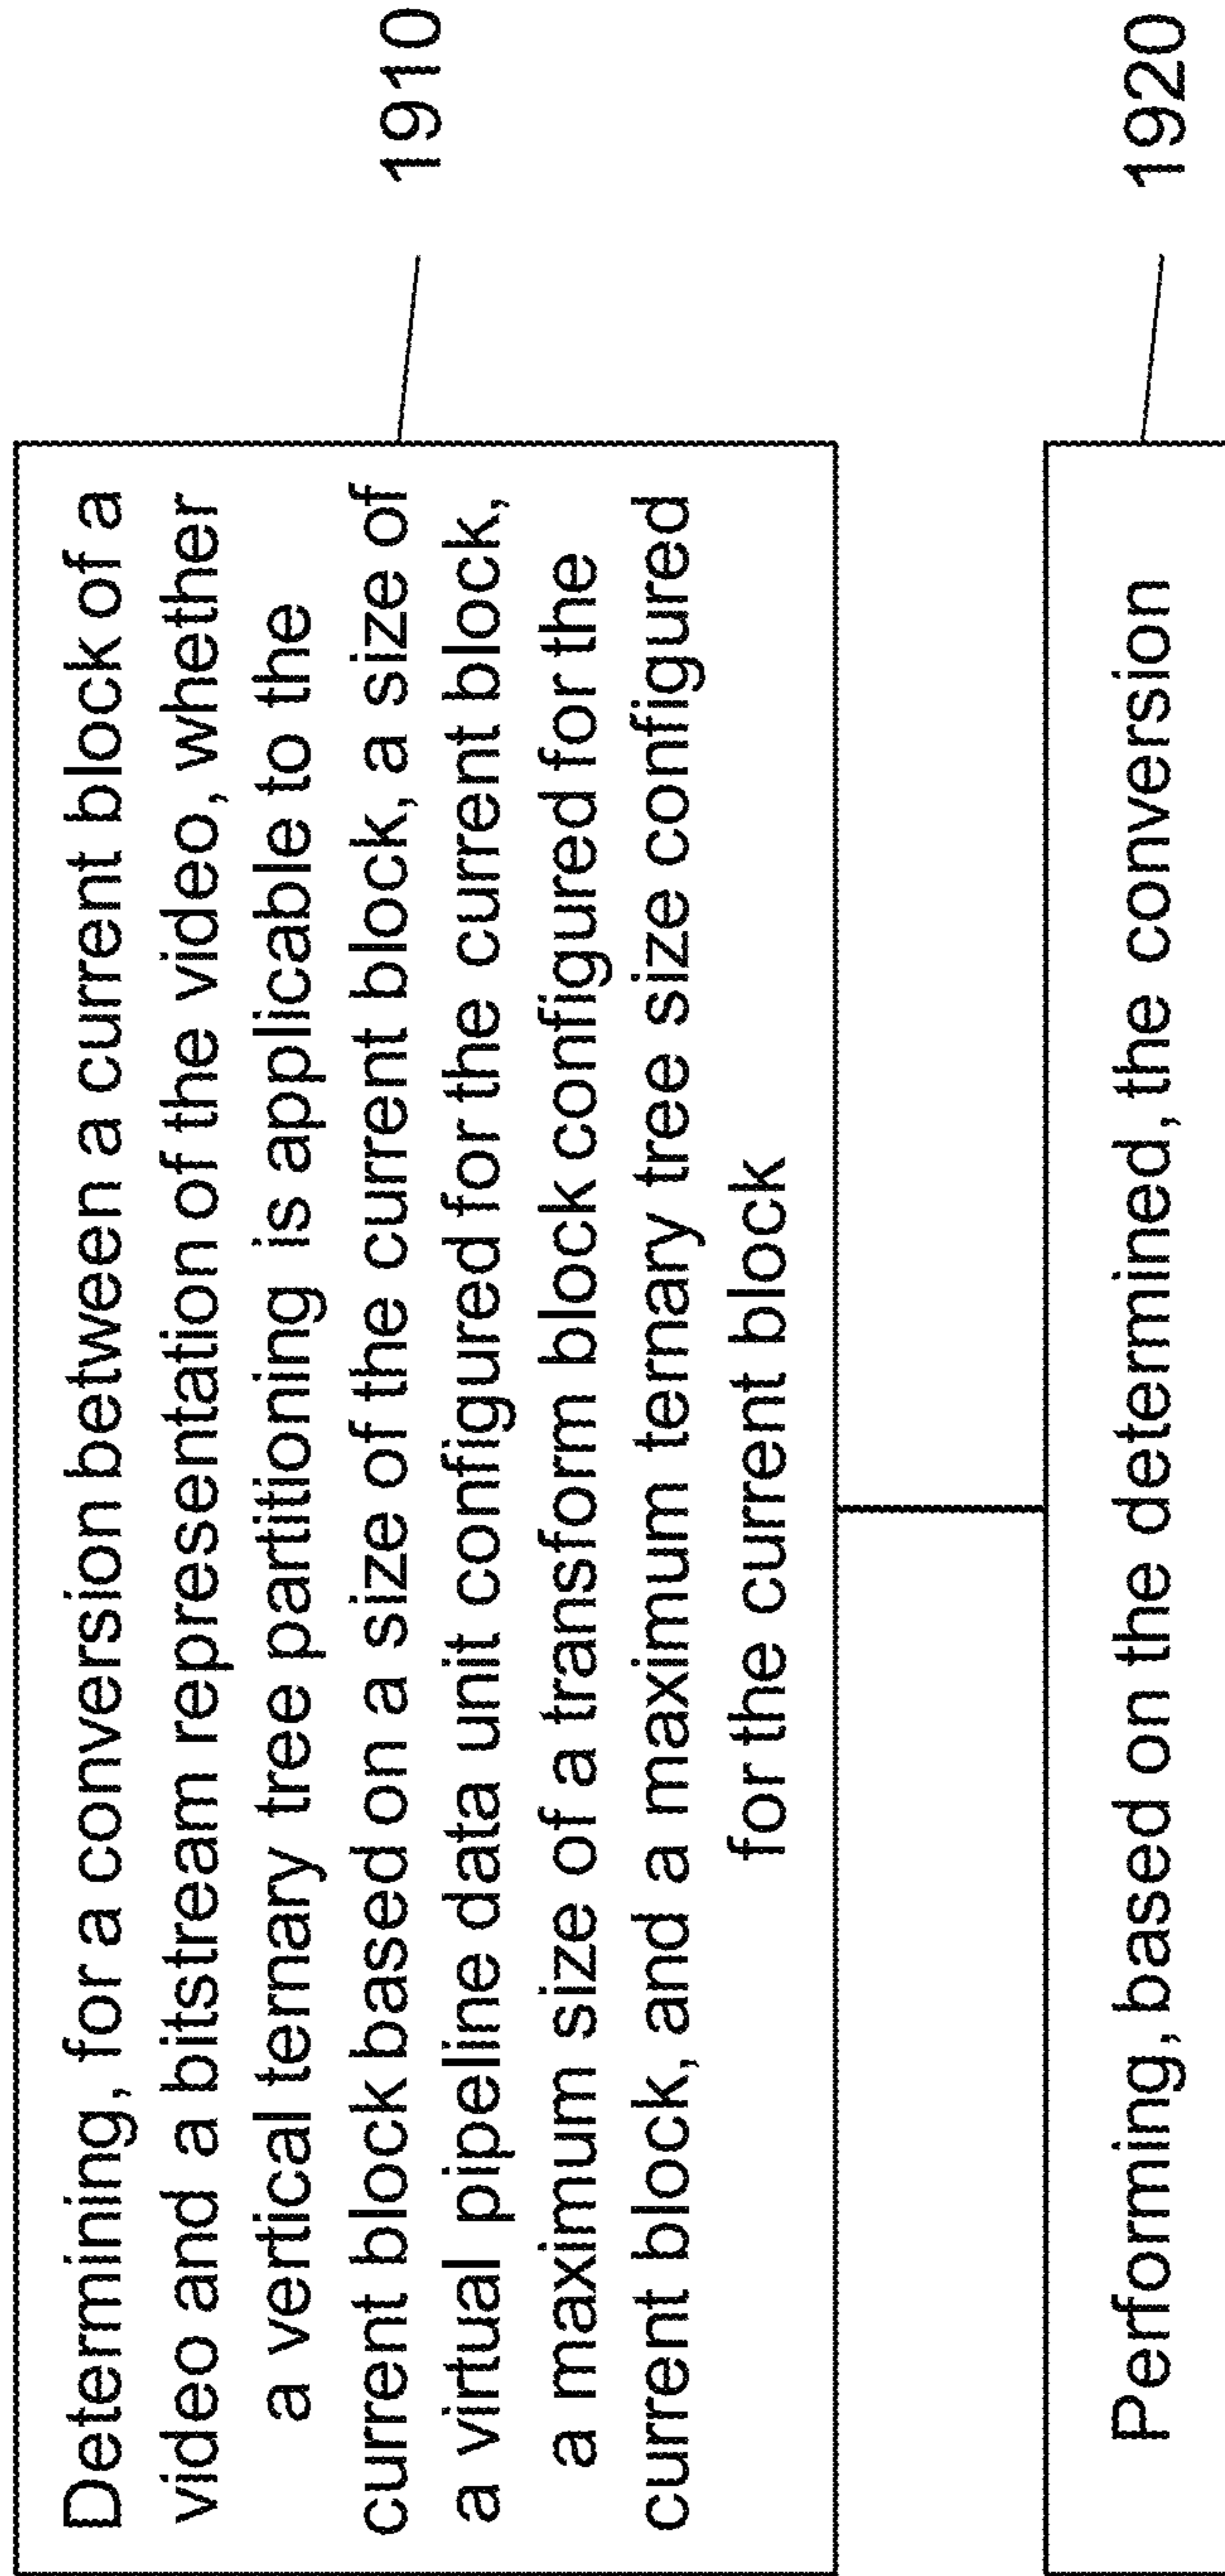 Determining, for a conversion between a current block of a
video and a bitstream representation of the video, whether
a vertical ternary tree partitioning is applicable to the
current block based on a size of the current block, a size of
a virtual pipeline data unit configured for the current block,
a maximum size of a transform block configured for the
current block, and a maximum ternary tree size configured
for the current block
1910
Performing, based on the determined, the conversion
1920